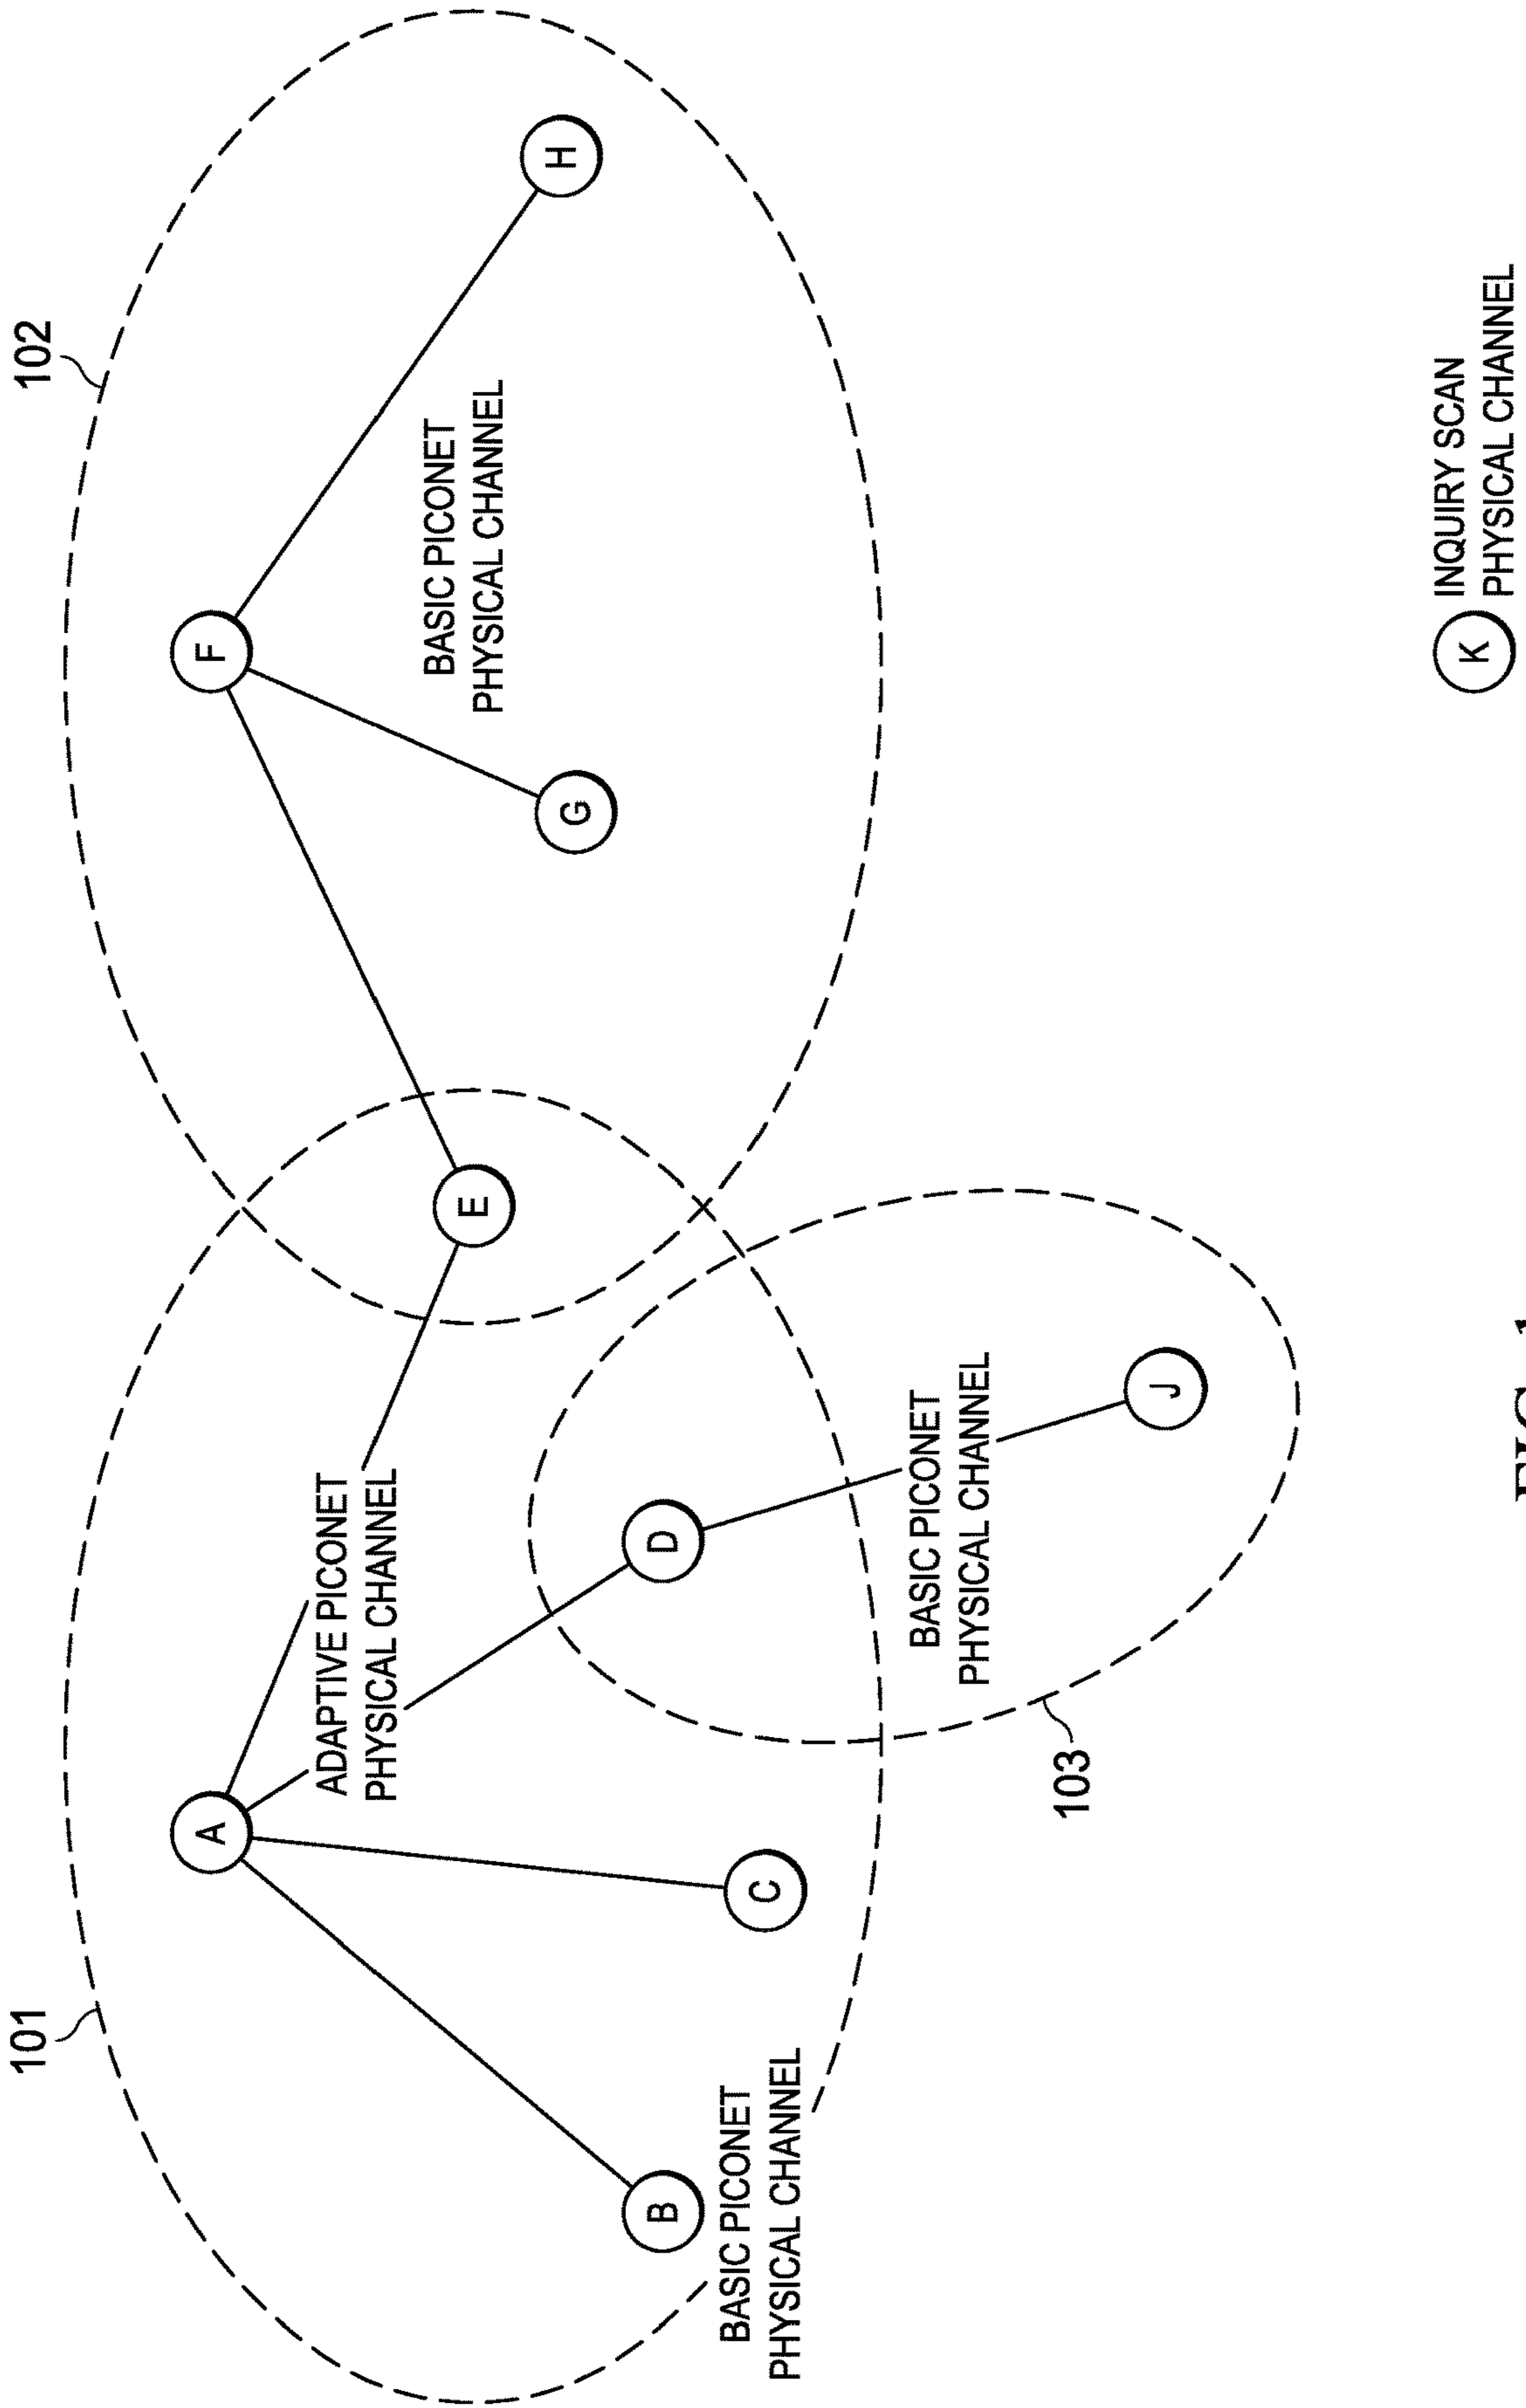 101
102
A
F
ADAPTIVE PICONET
PHYSICAL CHANNEL
BASIC PICONET
PHYSICAL CHANNEL
E
H
G
B
D
C
BASIC PICONET
PHYSICAL CHANNEL
BASIC PICONET
PHYSICAL CHANNEL
103
J
K
INQUIRY SCAN
PHYSICAL CHANNEL